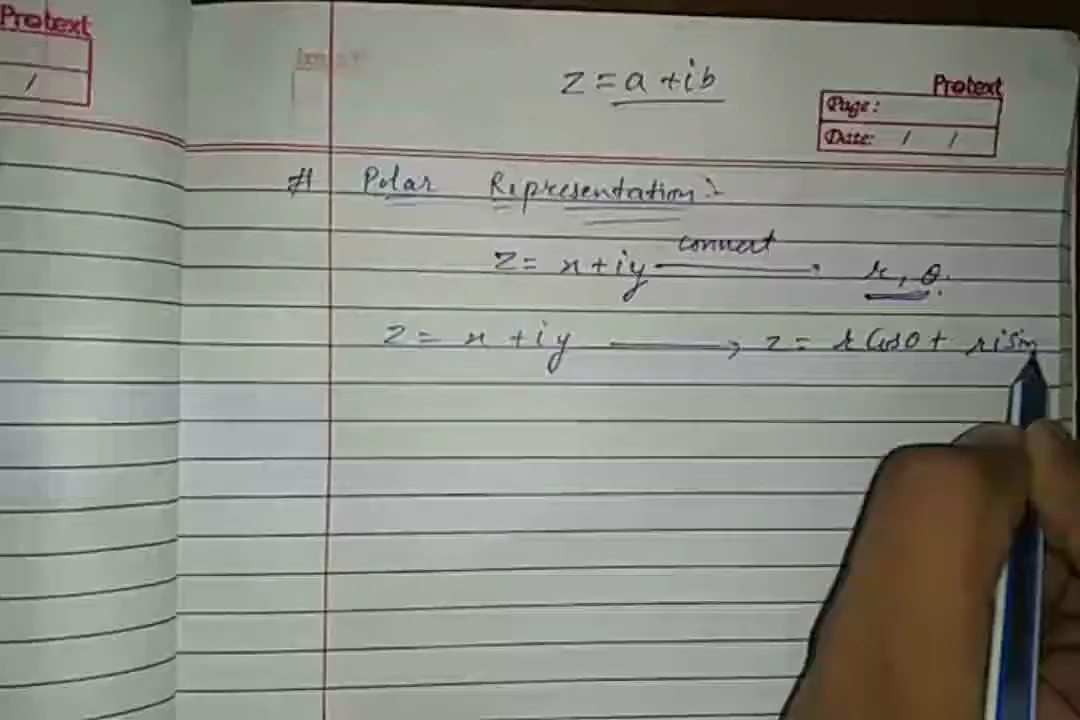 Protext
/
z = a + ib
Protext
Page:
Date: / /
# Polar Representation :-
z = x + iy convert → r, θ.
z = x + iy → z = r Cosθ + r i Sin